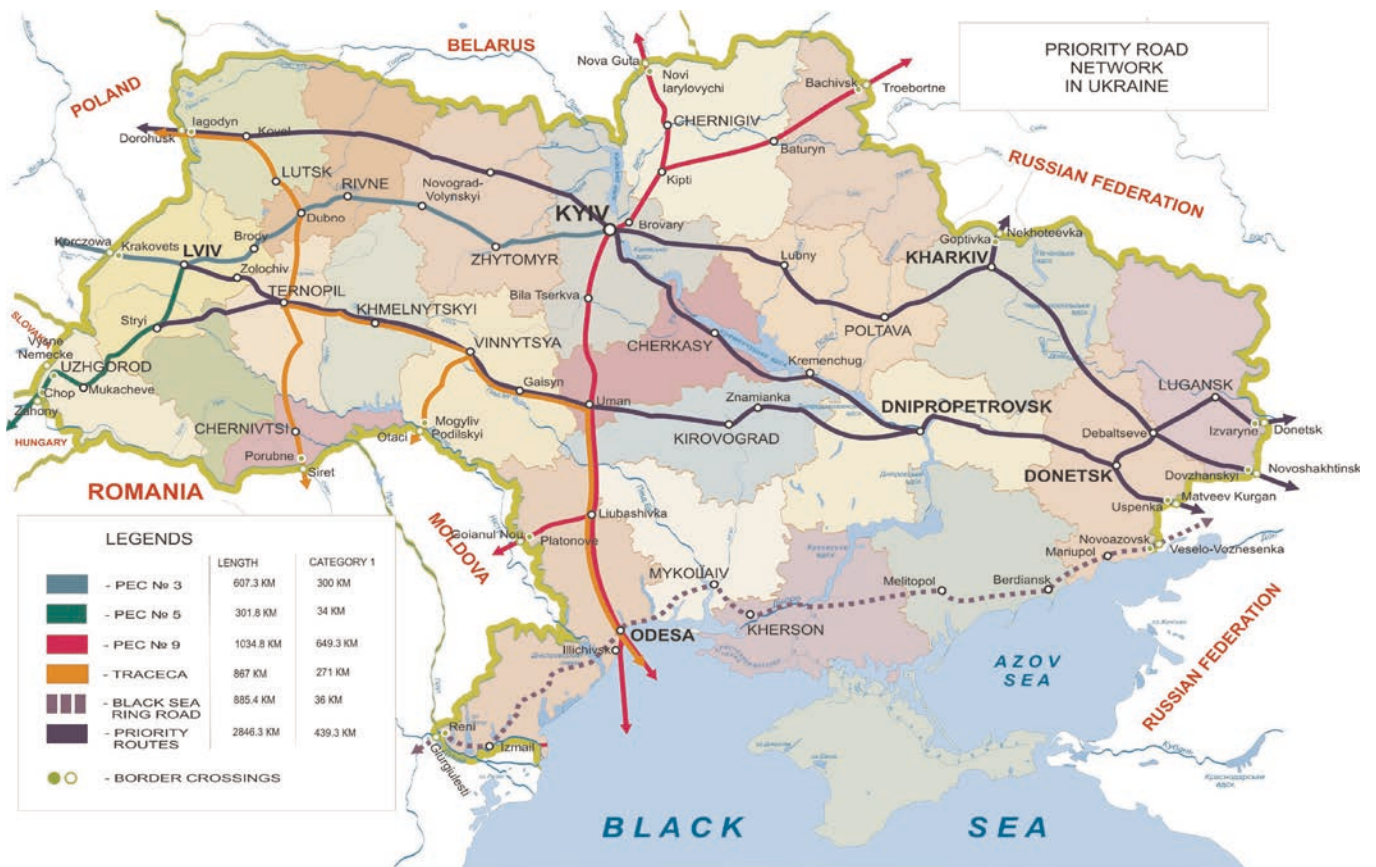 PRIORITY ROAD
NETWORK
IN UKRAINE
BELARUS
POLAND
RUSSIAN FEDERATION
Nova Guta
Novi
Iarylovychi
Bachivsk
Troebortne
CHERNIGIV
Baturyn
Kipti
Dorohusk
Iagodyn
Kovel
LUTSK
RIVNE
Novograd-
Volynskyi
Dubno
KYIV
Brovary
Korczowa
Krakovets
LVIV
Brody
ZHYTOMYR
Zolochiv
TERNOPIL
KHMELNYTSKYI
Bila Tserkva
Lubny
Goptivka
Nekhoteevka
KHARKIV
POLTAVA
Stryi
SLOVAKIA
Vysne
Nemecke
UZHGOROD
Chop
Mukacheve
Zahony
HUNGARY
VINNYTSYA
CHERKASY
Kremenchug
Gaisyn
Uman
Znamianka
KIROVOGRAD
DNIPROPETROVSK
LUGANSK
Debaltseve
Izvaryne
Donetsk
DONETSK
Dovzhanskyi
Novoshakhtinsk
Uspenka
Matveev Kurgan
CHERNIVTSI
Otaci
Mogyliv
Podilskyi
Porubne
Siret
ROMANIA
MOLDOVA
Goianul Nou
Platonove
Liubashivka
Novoazovsk
Mariupol
Veselo-Voznesenka
MYKOLIAIV
Melitopol
Berdiansk
KHERSON
ODESA
Illichivsk
Reni
Izmail
Giurgiulesti
AZOV
SEA
RUSSIAN FEDERATION
BLACK SEA
LEGENDS
LENGTH CATEGORY 1
- PEC № 3 607.3 KM 300 KM
- PEC № 5 301.8 KM 34 KM
- PEC № 9 1034.8 KM 649.3 KM
- TRACECA 867 KM 271 KM
- BLACK SEA
RING ROAD 885.4 KM 36 KM
- PRIORITY
ROUTES 2846.3 KM 439.3 KM
- BORDER CROSSINGS